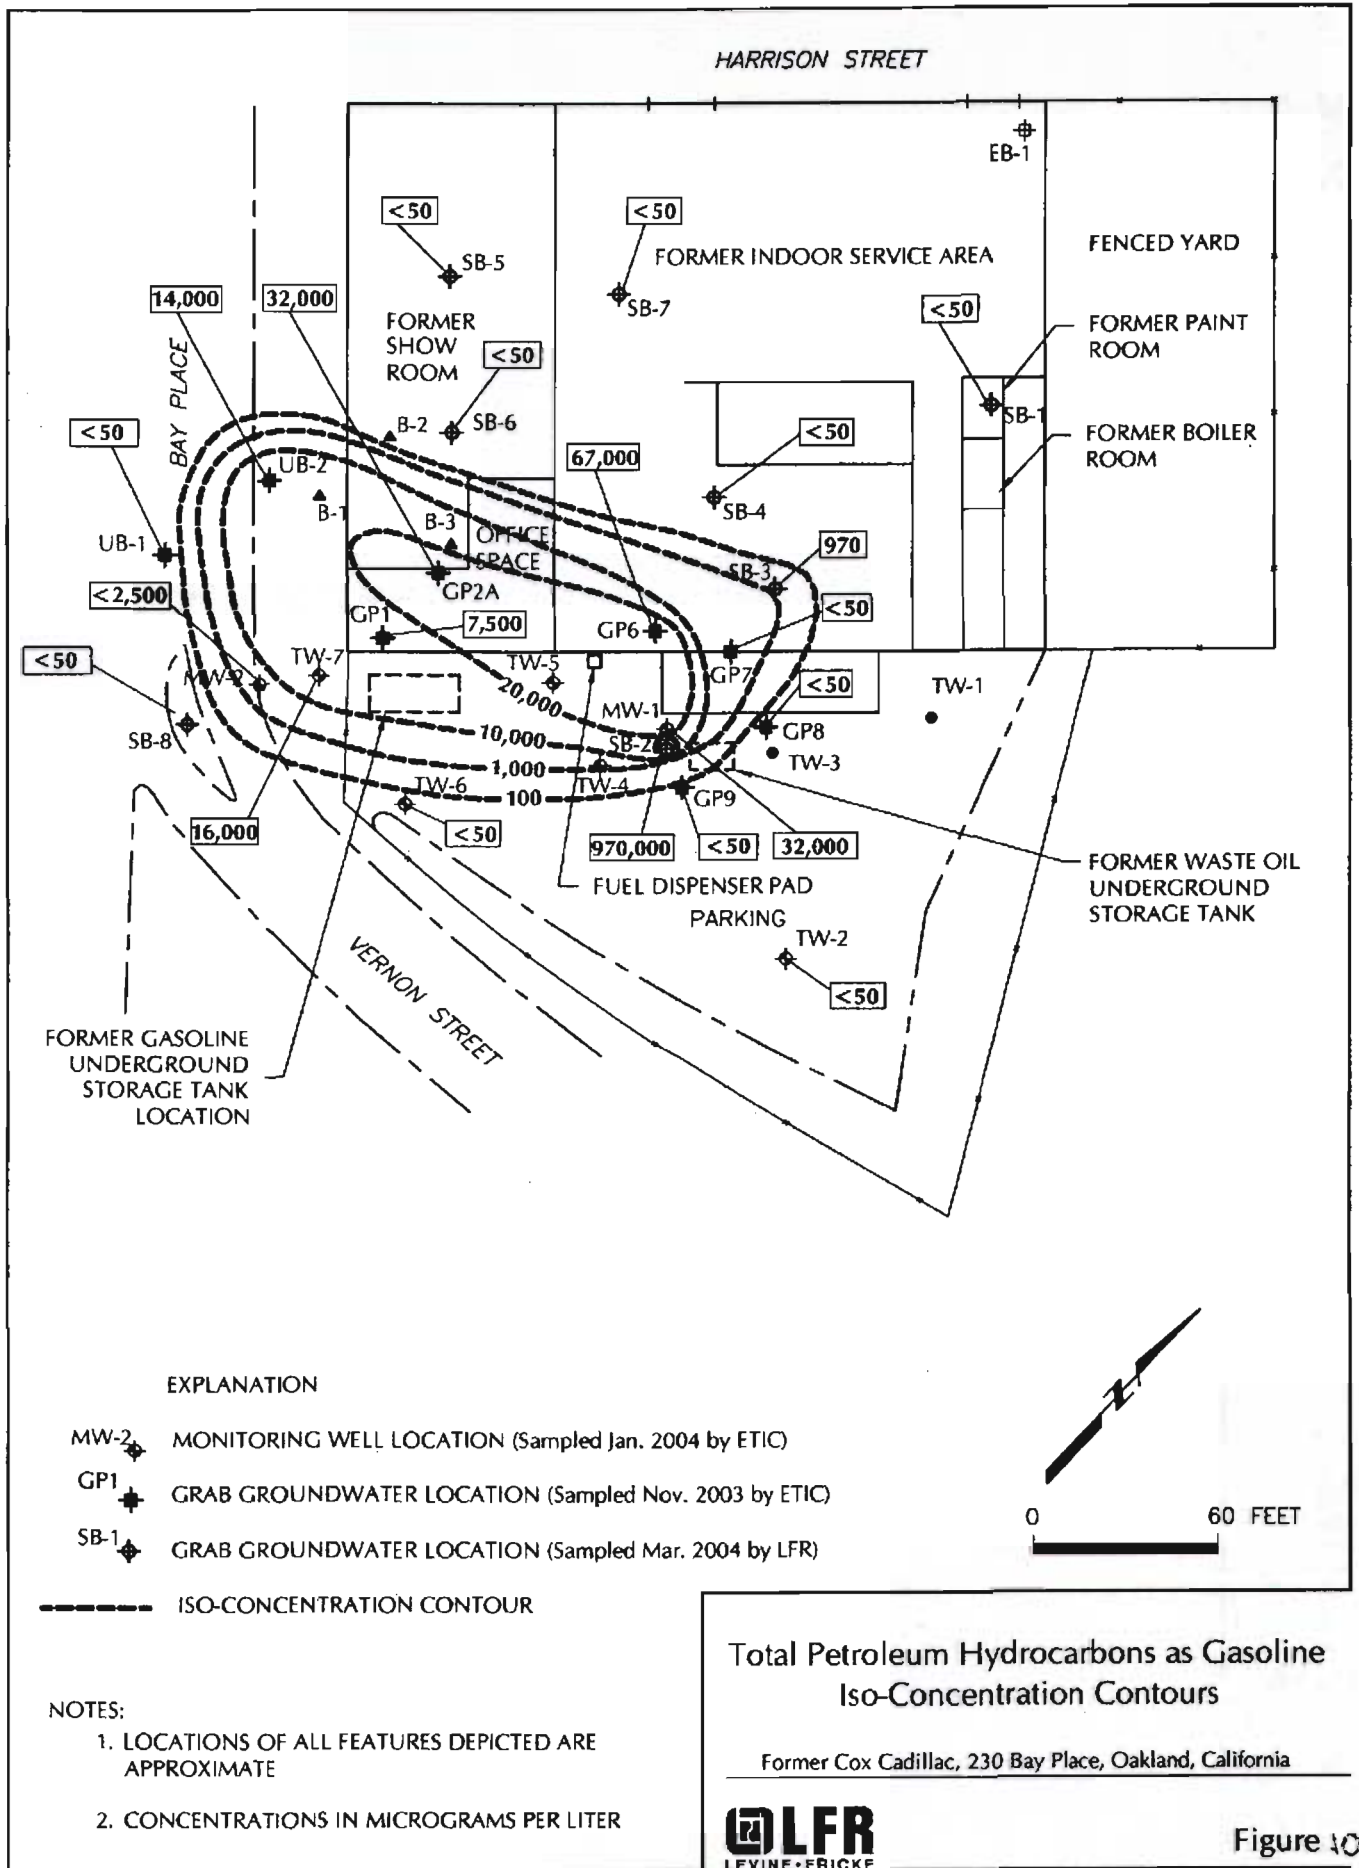 HARRISON STREET
EB-1
<50
<50
SB-5
FORMER INDOOR SERVICE AREA
FENCED YARD
SB-7
14,000
32,000
<50
FORMER
SHOW
ROOM
FORMER PAINT
ROOM
<50
BAY PLACE
<50
B-2
SB-6
SB-1
<50
FORMER BOILER
ROOM
67,000
UB-2
B-1
SB-4
B-3
OFFICE
SPACE
UB-1
970
SB-3
<2,500
GP2A
GP1
7,500
GP6
<50
<50
MW-2
TW-7
TW-5
GP7
<50
TW-1
20,000
MW-1
SB-8
10,000
SB-2
GP8
1,000
TW-4
TW-3
TW-6
100
GP9
16,000
<50
970,000
<50
32,000
FUEL DISPENSER PAD
PARKING
FORMER WASTE OIL
UNDERGROUND
STORAGE TANK
TW-2
<50
VERNON STREET
FORMER GASOLINE
UNDERGROUND
STORAGE TANK
LOCATION
EXPLANATION
MW-2 MONITORING WELL LOCATION (Sampled Jan. 2004 by ETIC)
GP1 GRAB GROUNDWATER LOCATION (Sampled Nov. 2003 by ETIC)
SB-1 GRAB GROUNDWATER LOCATION (Sampled Mar. 2004 by LFR)
ISO-CONCENTRATION CONTOUR
N
0 60 FEET
NOTES:
1. LOCATIONS OF ALL FEATURES DEPICTED ARE
APPROXIMATE
2. CONCENTRATIONS IN MICROGRAMS PER LITER
Total Petroleum Hydrocarbons as Gasoline
Iso-Concentration Contours
Former Cox Cadillac, 230 Bay Place, Oakland, California
LFR
LEVINE·FRICKE
Figure 10